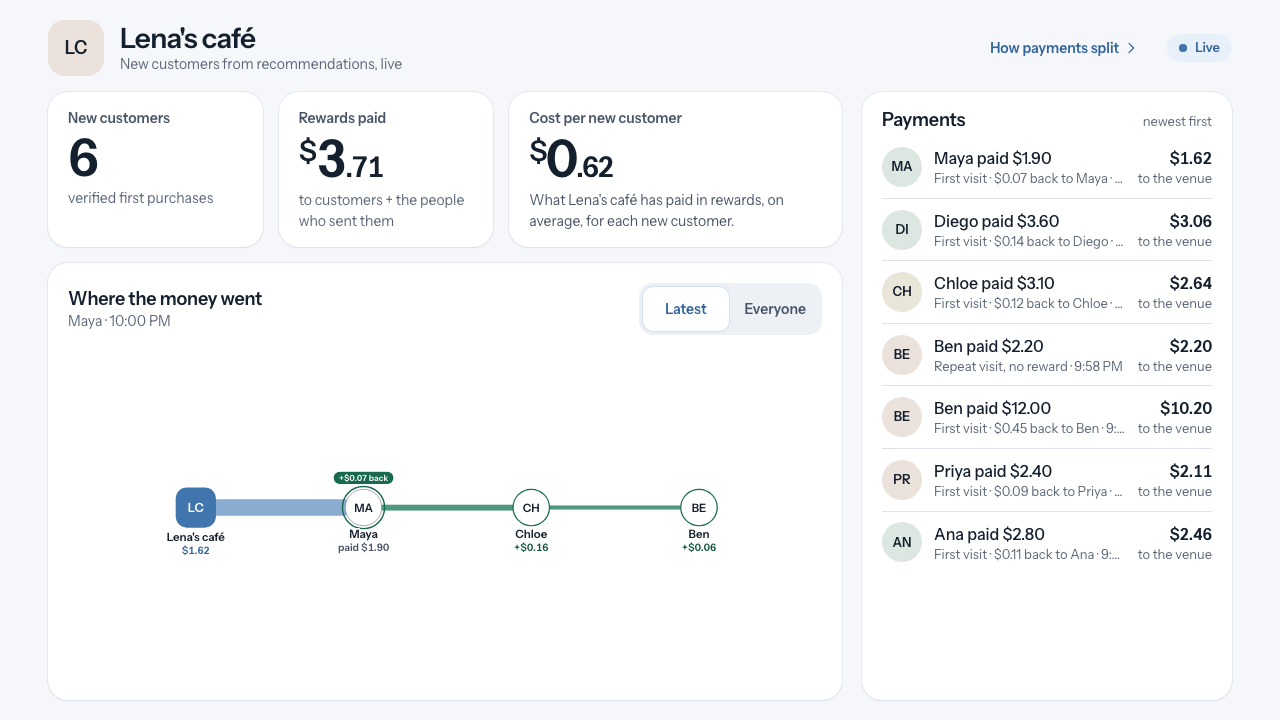 LC
Lena's café
New customers from recommendations, live
How payments split
Live
New customers
6
verified first purchases
Rewards paid
$3.71
to customers + the people
who sent them
Cost per new customer
$0.62
What Lena's café has paid in rewards, on
average, for each new customer.
Where the money went
Maya · 10:00 PM
Latest
Everyone
+$0.07 back
LC
MA
CH
BE
Lena's café
$1.62
Maya
paid $1.90
Chloe
+$0.16
Ben
+$0.06
Payments
newest first
MA
Maya paid $1.90
$1.62
First visit · $0.07 back to Maya · ...
to the venue
DI
Diego paid $3.60
$3.06
First visit · $0.14 back to Diego · ...
to the venue
CH
Chloe paid $3.10
$2.64
First visit · $0.12 back to Chloe · ...
to the venue
BE
Ben paid $2.20
$2.20
Repeat visit, no reward · 9:58 PM
to the venue
BE
Ben paid $12.00
$10.20
First visit · $0.45 back to Ben · 9:...
to the venue
PR
Priya paid $2.40
$2.11
First visit · $0.09 back to Priya · ...
to the venue
AN
Ana paid $2.80
$2.46
First visit · $0.11 back to Ana · 9:...
to the venue